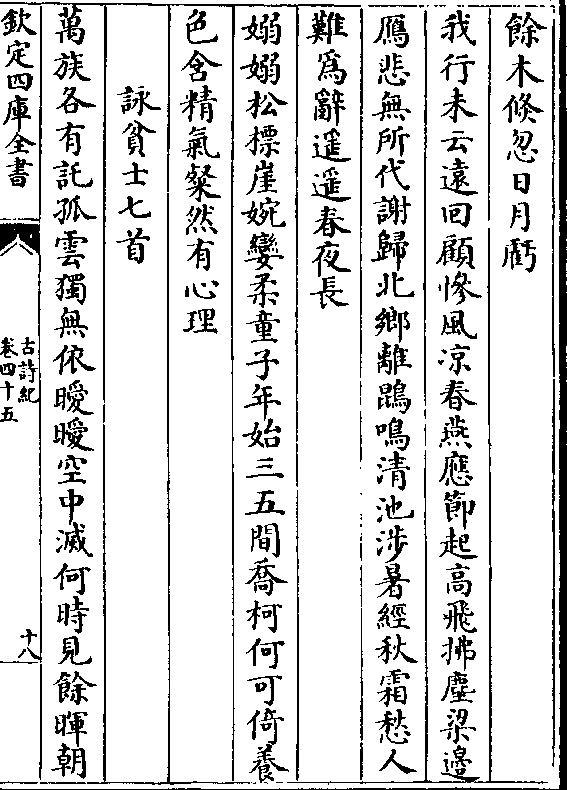 餘木倐忽日月虧
我行未云遠回顧慘風凉春燕應節起高飛拂塵梁邊
鴈悲無所代謝歸北鄉離鵾鳴清池涉暑經秋霜愁人
難為辭遥遥春夜長
嫋嫋松摽崖婉孌柔童子年始三五間喬柯何可倚養
色含精氣粲然有心理
詠貧士七首
萬族各有託孤雲獨無依曖曖空中滅何時見餘暉朝
欽定四庫全書
古詩紀
卷四十五
十八